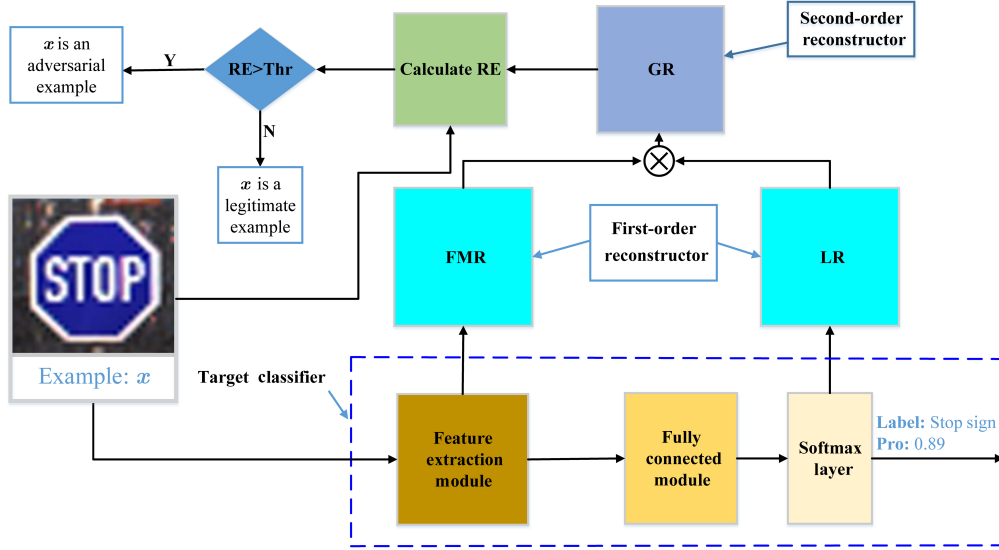 x is an
adversarial
example
Y
RE>Thr
N
x is a
legitimate
example
Calculate RE
GR
Second-order
reconstructor
STOP
Example: x
FMR
First-order
reconstructor
LR
Target classifier
Feature
extraction
module
Fully
connected
module
Softmax
layer
Label: Stop sign
Pro: 0.89